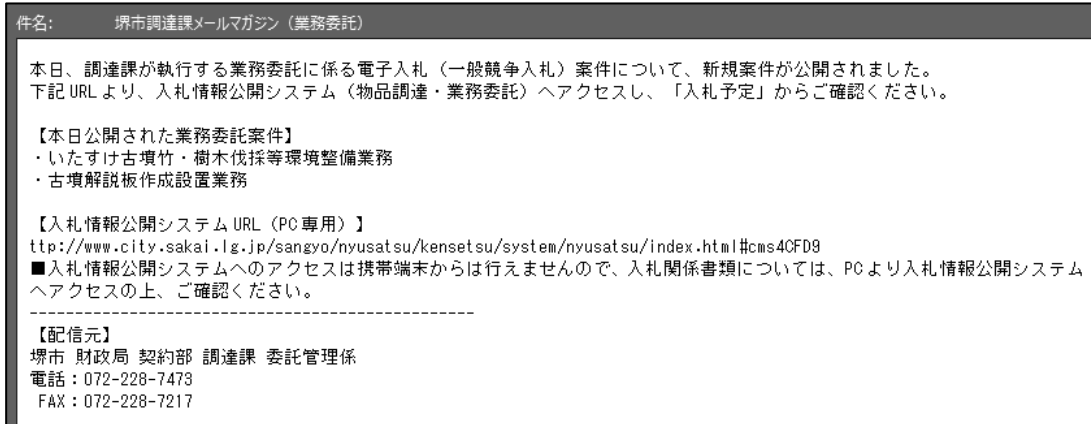 件名: 堺市調達課メールマガジン（業務委託）
本日、調達課が執行する業務委託に係る電子入札（一般競争入札）案件について、新規案件が公開されました。
下記URLより、入札情報公開システム（物品調達・業務委託）へアクセスし、「入札予定」からご確認ください。
【本日公開された業務委託案件】
・いたすけ古墳竹・樹木伐採等環境整備業務
・古墳解説板作成設置業務
【入札情報公開システムURL（PC専用）】
ttp://www.city.sakai.lg.jp/sangyo/nyusatsu/kensetsu/system/nyusatsu/index.html#cms4CFD9
■入札情報公開システムへのアクセスは携帯端末からは行えませんので、入札関係書類については、PCより入札情報公開システム
へアクセスの上、ご確認ください。
-------------------------------------------------
【配信元】
堺市 財政局 契約部 調達課 委託管理係
電話：072-228-7473
FAX：072-228-7217